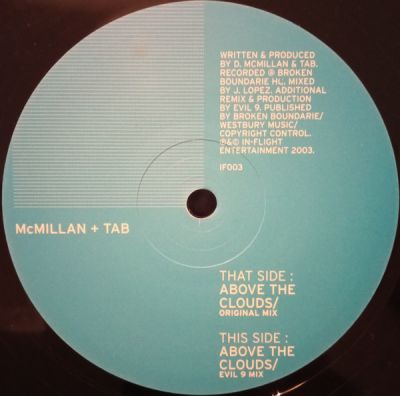 WRITTEN & PRODUCED
BY D. MCMILLAN & TAB.
RECORDED @ BROKEN
BOUNDARIE HL. MIXED
BY J. LOPEZ. ADDITIONAL
REMIX & PRODUCTION
BY EVIL 9. PUBLISHED
BY BROKEN BOUNDARIE/
WESTBURY MUSIC/
COPYRIGHT CONTROL.
℗&© IN-FLIGHT
ENTERTAINMENT 2003.
IF003
McMILLAN + TAB
THAT SIDE :
ABOVE THE
CLOUDS/
ORIGINAL MIX
THIS SIDE :
ABOVE THE
CLOUDS/
EVIL 9 MIX